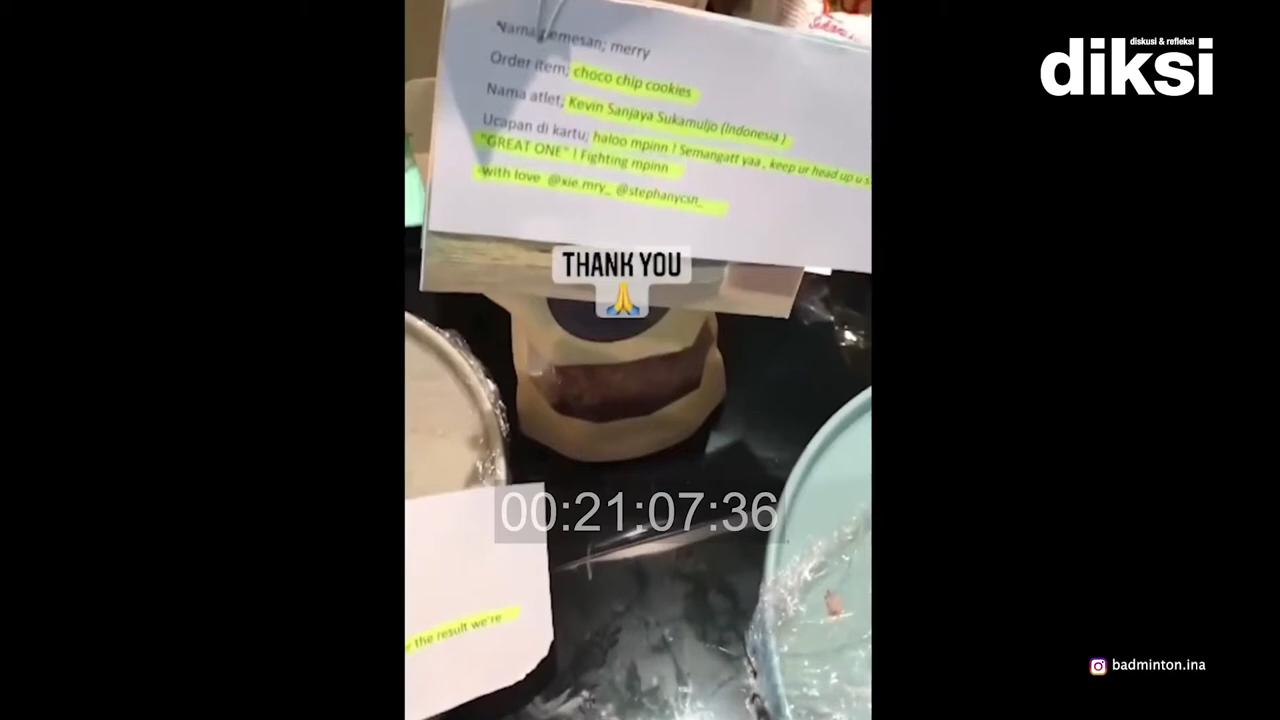 diskusi & refleksi
diksi
Nama pemesan; merry
Order item; choco chip cookies
Nama atlet; Kevin Sanjaya Sukamuljo (Indonesia )
Ucapan di kartu; haloo mpinn ! Semangatt yaa , keep ur head up u
"GREAT ONE" ! Fighting mpinn
with love @xie.mry_ @stephanycsn_
THANK YOU
🙏
00:21:07:36
the result we're
badminton.ina